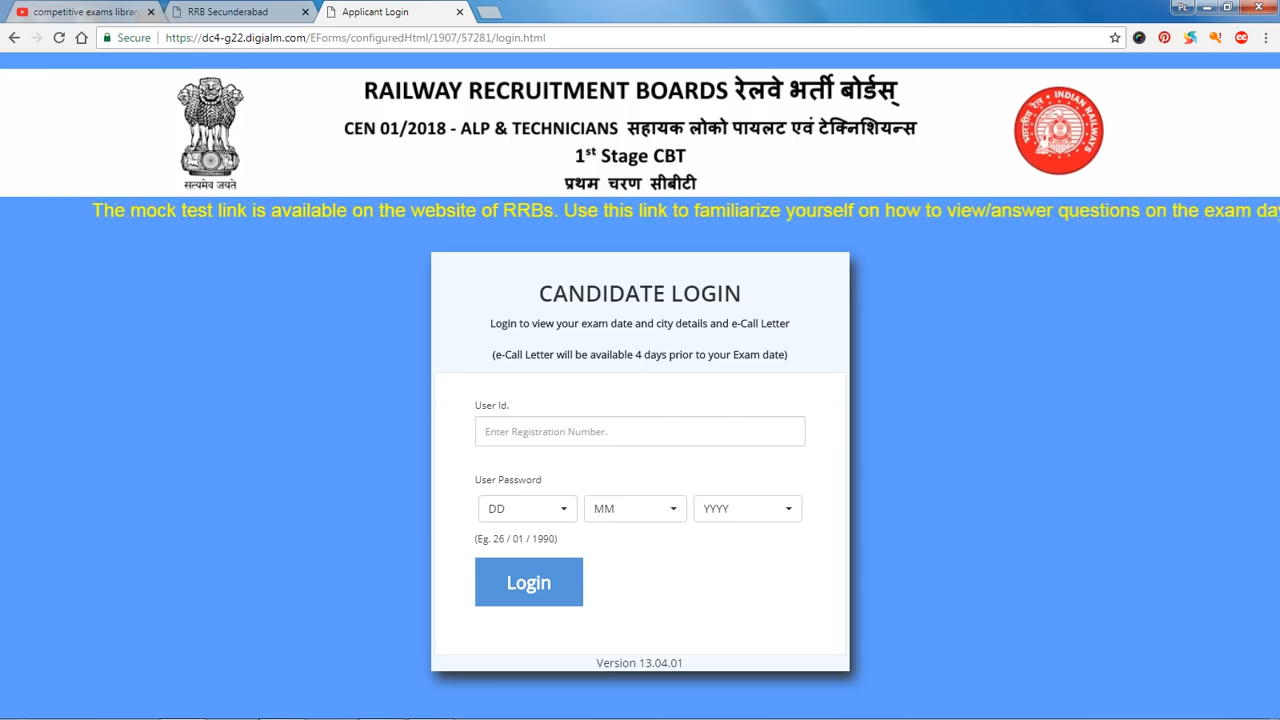 competitive exams librar
RRB Secunderabad
Applicant Login
Pc
Secure
https://dc4-g22.digialm.com/EForms/configuredHtml/1907/57281/login.html
सत्यमेव जयते
RAILWAY RECRUITMENT BOARDS रेलवे भर्ती बोर्डस्
CEN 01/2018 - ALP & TECHNICIANS सहायक लोको पायलट एवं टेक्निशियन्स
1st Stage CBT
प्रथम चरण सीबीटी
भारतीय रेल INDIAN RAILWAYS
The mock test link is available on the website of RRBs. Use this link to familiarize yourself on how to view/answer questions on the exam day
CANDIDATE LOGIN
Login to view your exam date and city details and e-Call Letter
(e-Call Letter will be available 4 days prior to your Exam date)
User Id.
Enter Registration Number.
User Password
DD MM YYYY
(Eg. 26 / 01 / 1990)
Login
Version 13.04.01